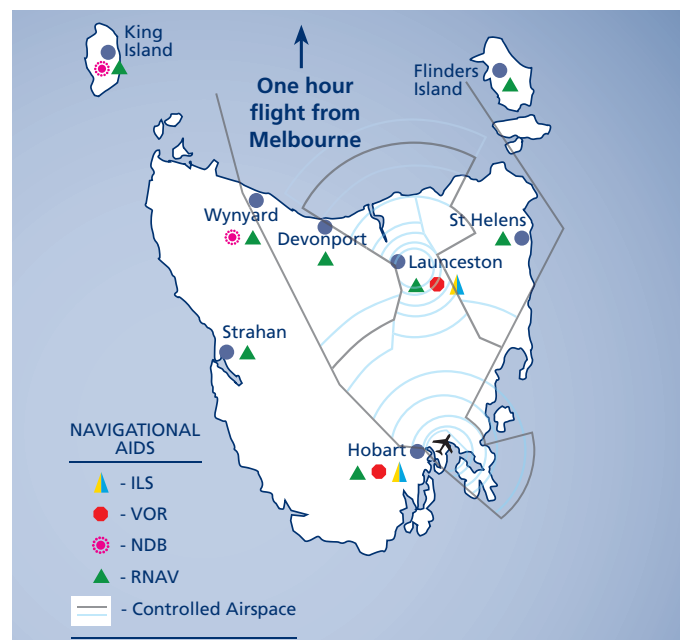 King
Island
One hour
flight from
Melbourne
Flinders
Island
Wynyard
Devonport
St Helens
Launceston
Strahan
Hobart
NAVIGATIONAL
AIDS
- ILS
- VOR
- NDB
- RNAV
- Controlled Airspace